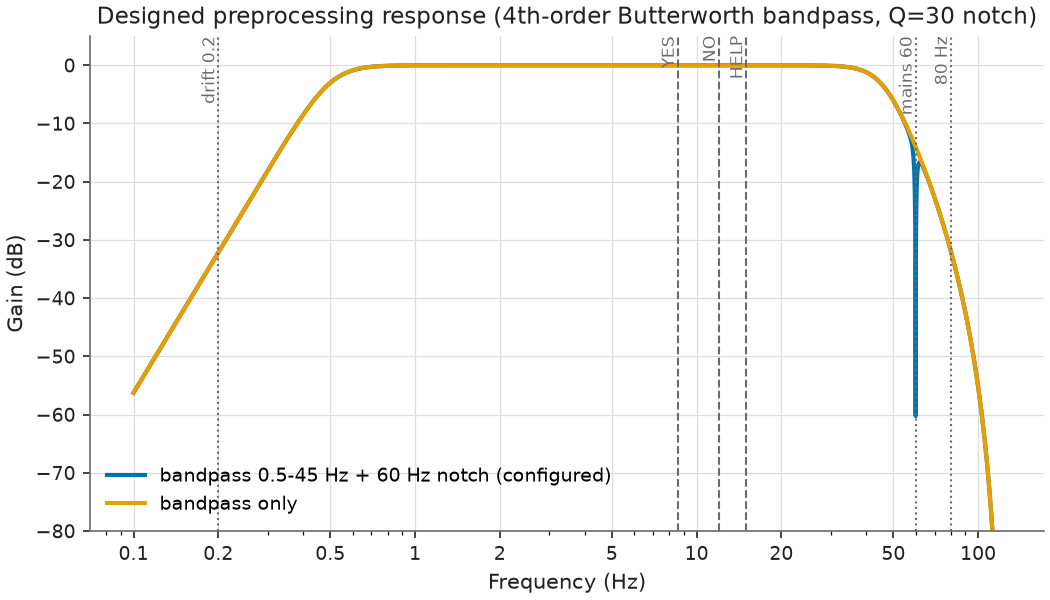 Designed preprocessing response (4th-order Butterworth bandpass, Q=30 notch)
Gain (dB)
0
−10
−20
−30
−40
−50
−60
−70
−80
drift 0.2
YES
NO
HELP
mains 60
80 Hz
bandpass 0.5-45 Hz + 60 Hz notch (configured)
bandpass only
0.1
0.2
0.5
1
2
5
10
20
50
100
Frequency (Hz)